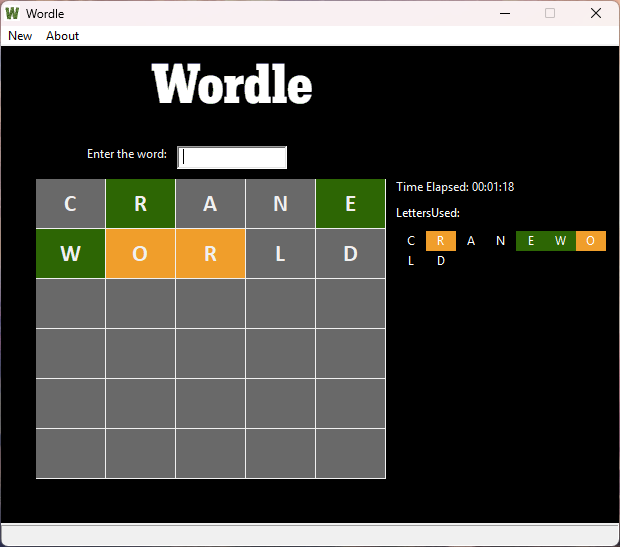 Wordle
New About
Wordle
Enter the word:
C R A N E
W O R L D
Time Elapsed: 00:01:18
LettersUsed:
C R A N E W O
L D